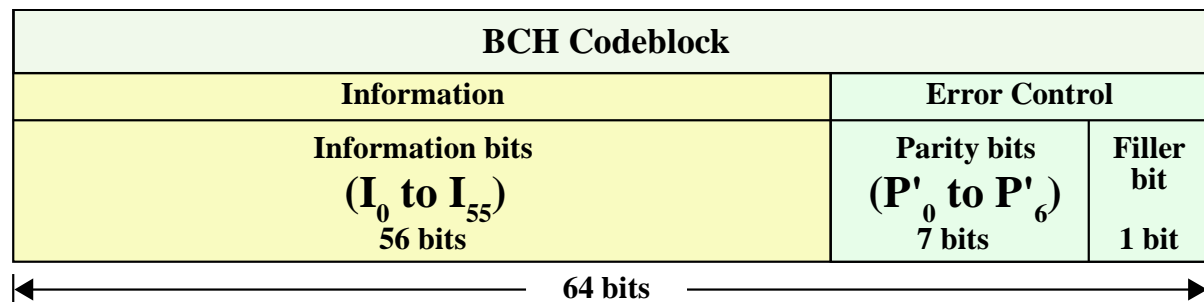 BCH Codeblock
Information
Error Control
Information bits
(I₀ to I₅₅)
56 bits
Parity bits
(P'₀ to P'₆)
7 bits
Filler
bit
1 bit
64 bits